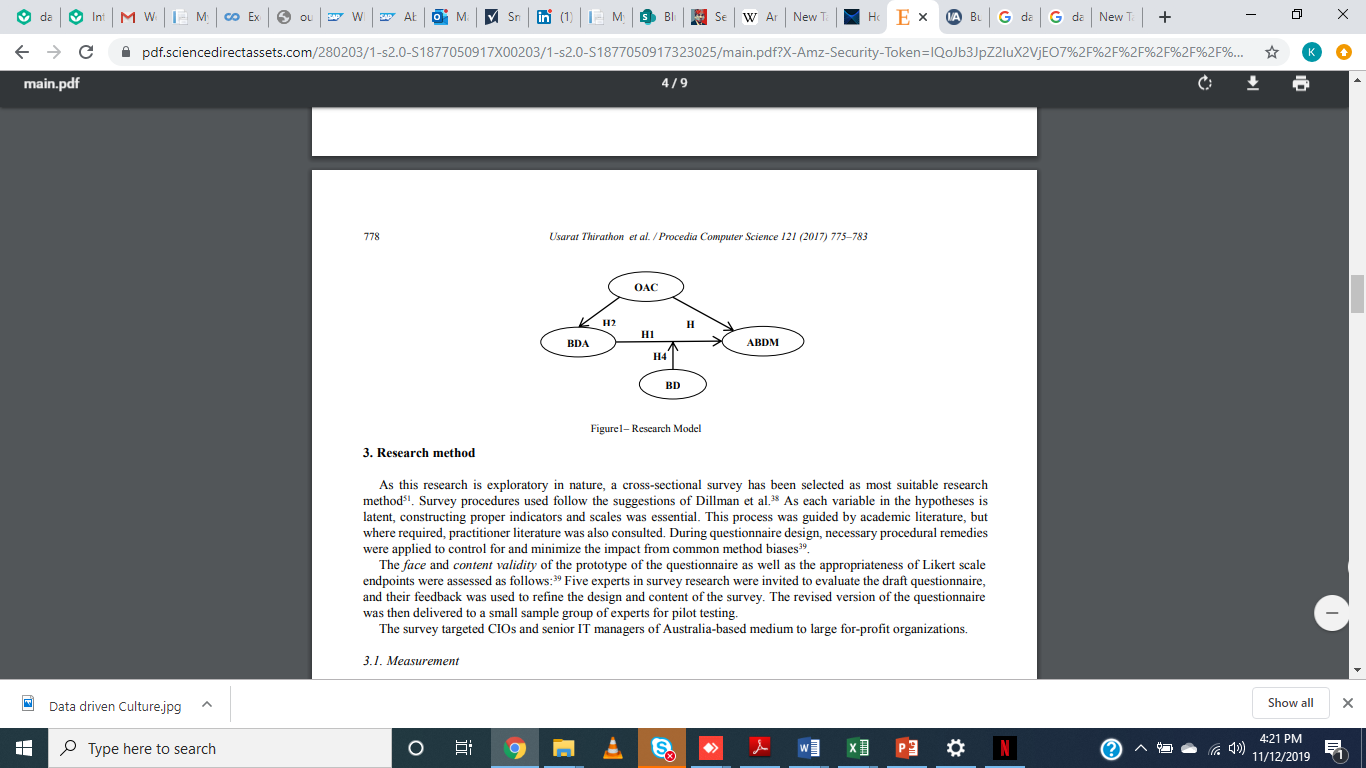 da
Int
W
M
Ex
ou
W
Ab
M
Sn
(1)
M
Bl
Se
Ar
New Ta
Ho
Bu
da
da
New Ta
pdf.sciencedirectassets.com/280203/1-s2.0-S1877050917X00203/1-s2.0-S1877050917323025/main.pdf?X-Amz-Security-Token=IQoJb3JpZ2luX2VjEO7%2F%2F%2F%2F%2F%2F%...
K
main.pdf
4 / 9
778
Usarat Thirathon et al. / Procedia Computer Science 121 (2017) 775–783
OAC
H2
H
H1
BDA
ABDM
H4
BD
Figure1– Research Model
3. Research method
As this research is exploratory in nature, a cross-sectional survey has been selected as most suitable research
method51. Survey procedures used follow the suggestions of Dillman et al.38 As each variable in the hypotheses is
latent, constructing proper indicators and scales was essential. This process was guided by academic literature, but
where required, practitioner literature was also consulted. During questionnaire design, necessary procedural remedies
were applied to control for and minimize the impact from common method biases39.
The face and content validity of the prototype of the questionnaire as well as the appropriateness of Likert scale
endpoints were assessed as follows:39 Five experts in survey research were invited to evaluate the draft questionnaire,
and their feedback was used to refine the design and content of the survey. The revised version of the questionnaire
was then delivered to a small sample group of experts for pilot testing.
The survey targeted CIOs and senior IT managers of Australia-based medium to large for-profit organizations.
3.1. Measurement
Data driven Culture.jpg
Show all
Type here to search
4:21 PM
11/12/2019
1